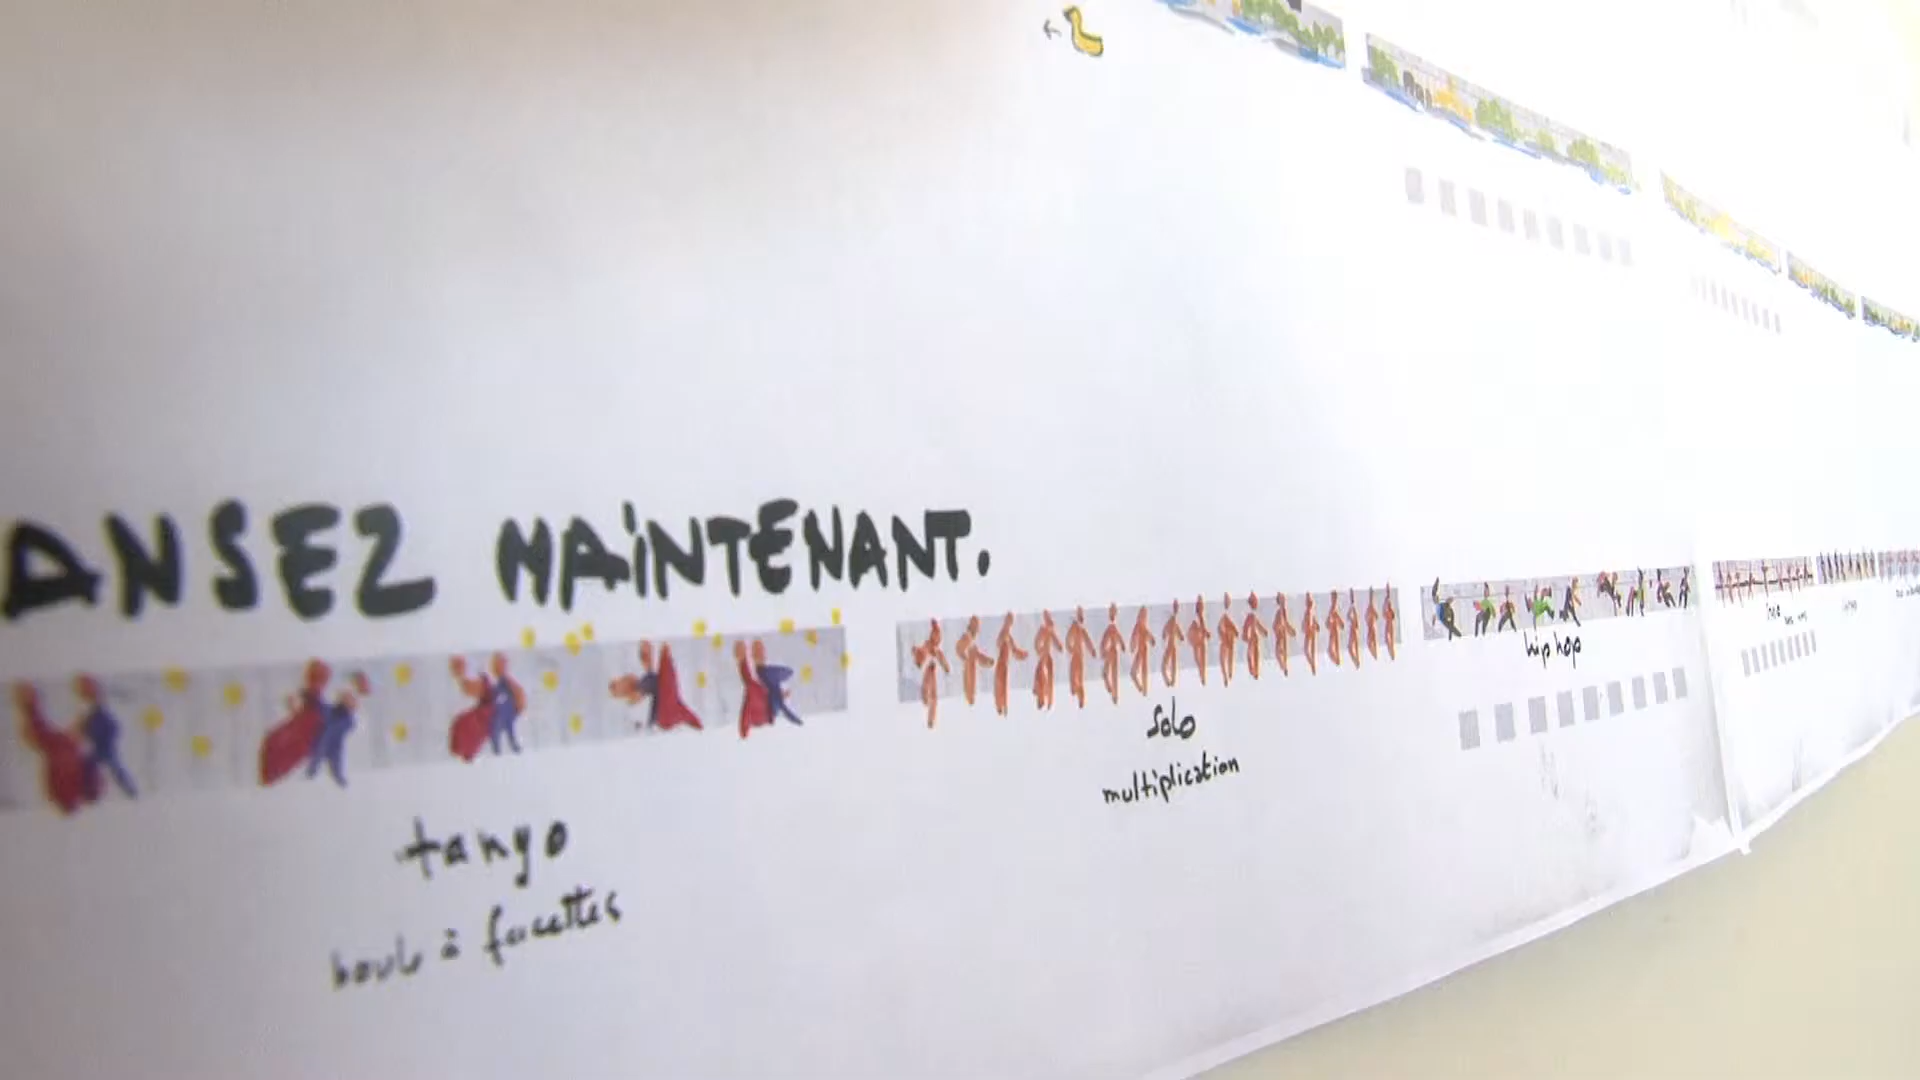 ANSEZ MAINTENANT.
tango
boule à facettes
solo
multiplication
hip hop